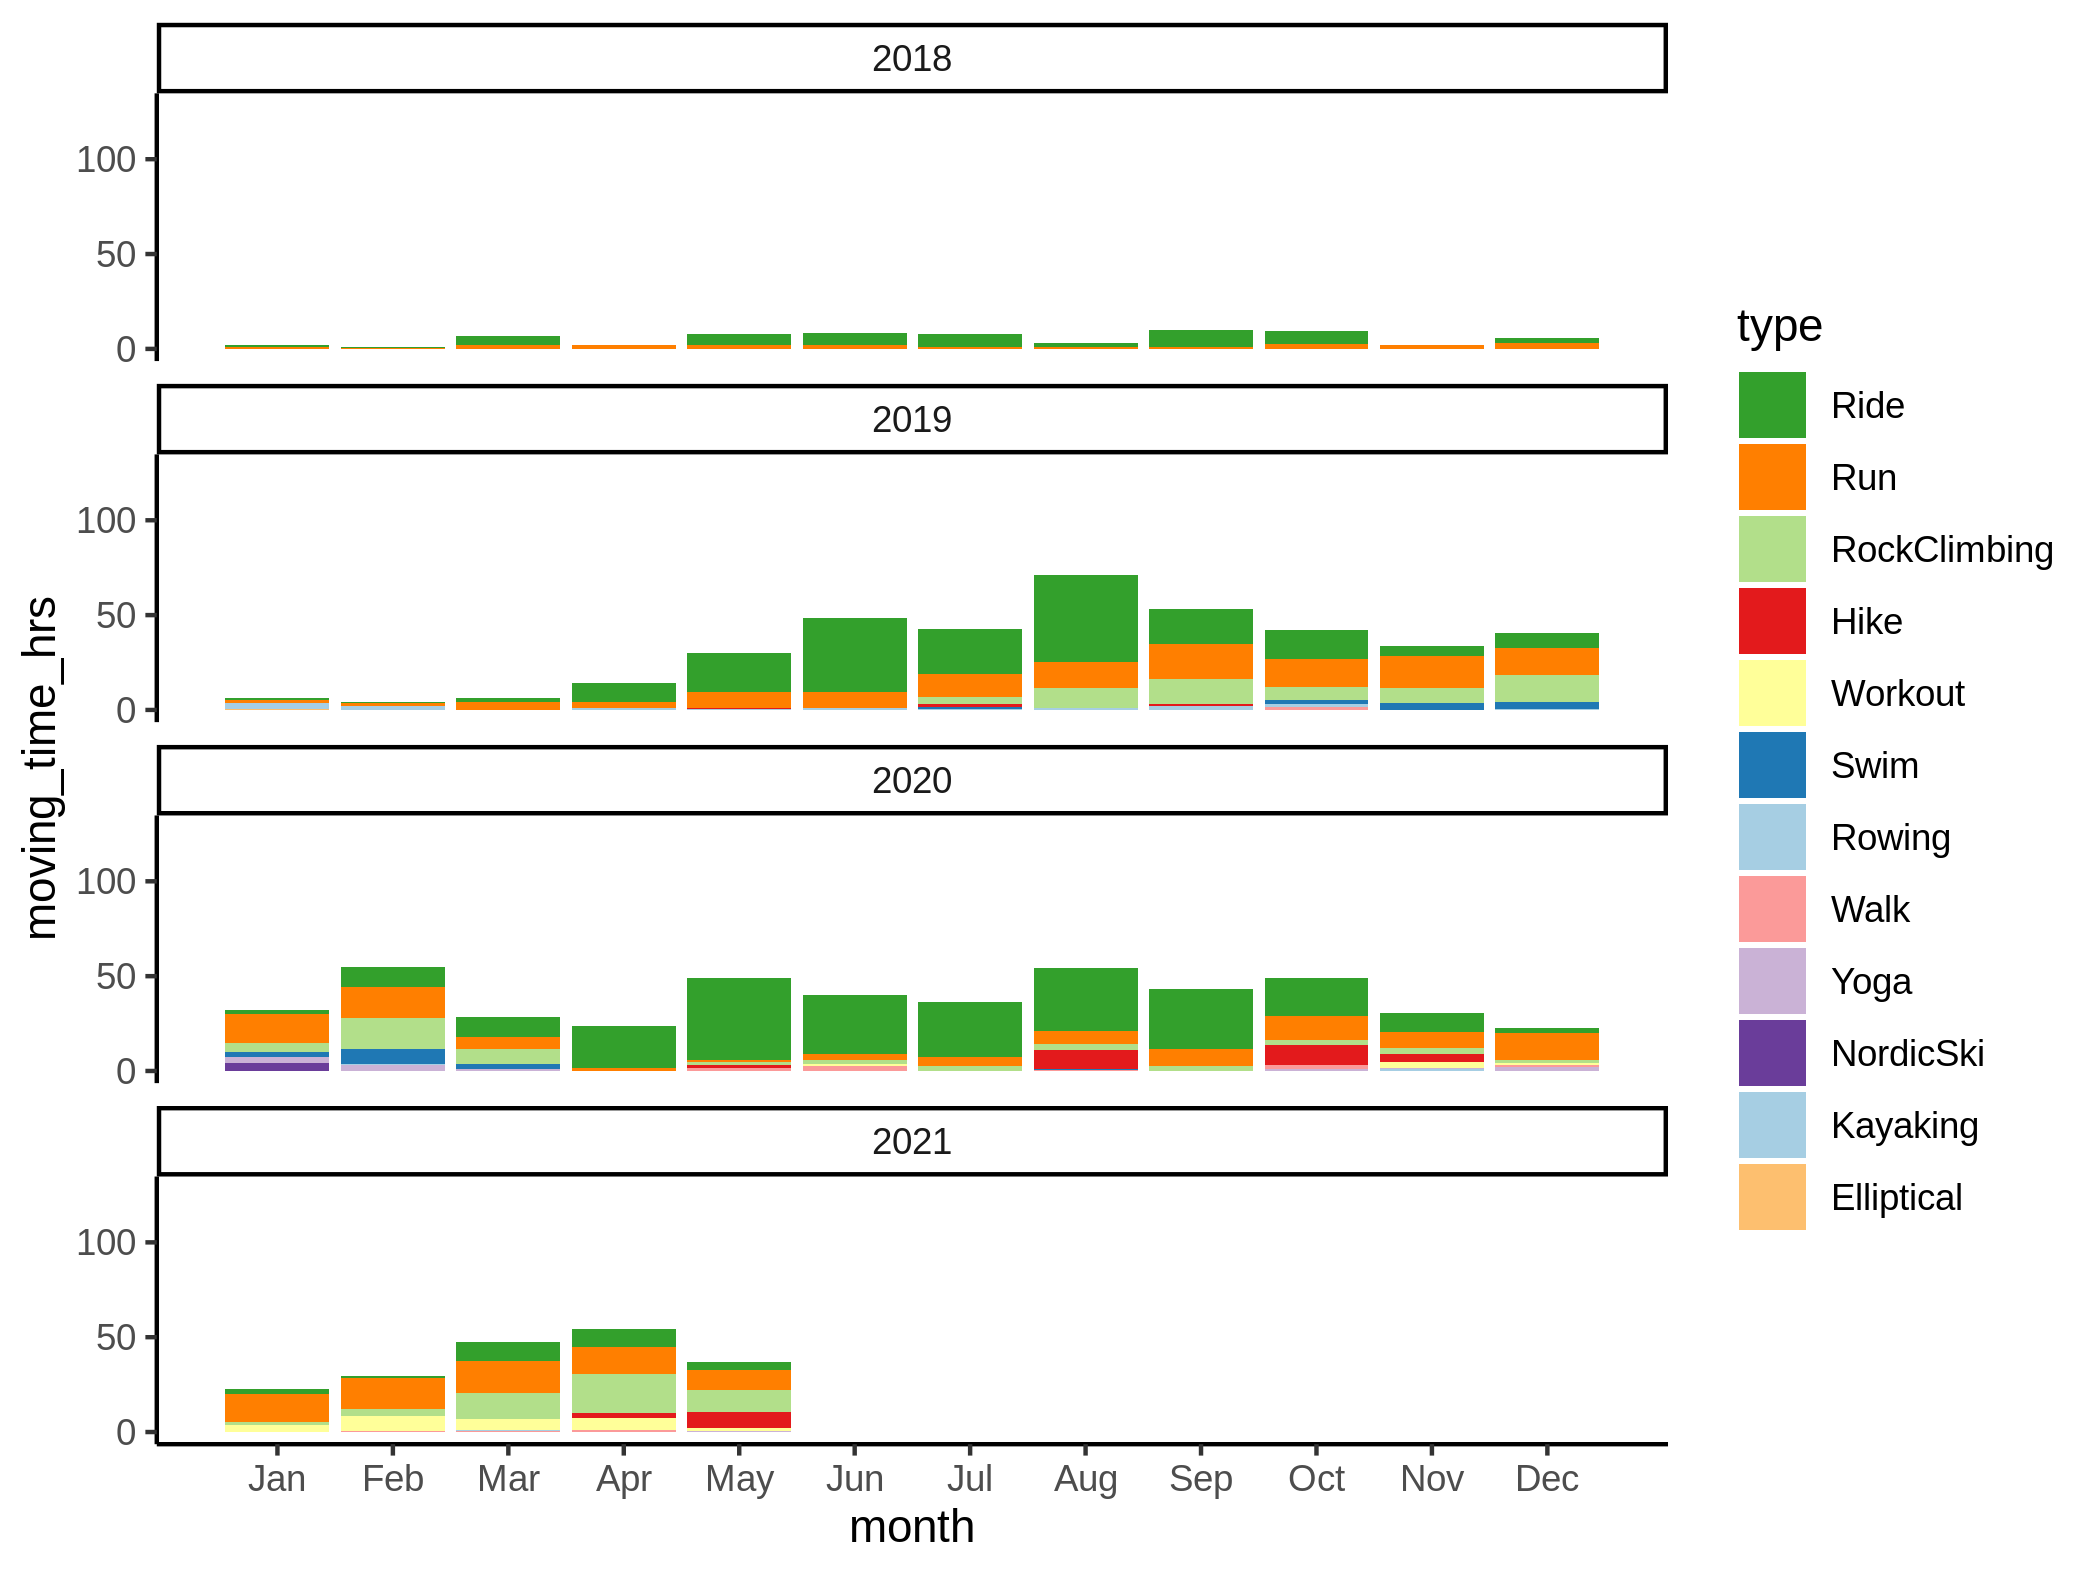 2018
100
50
0
2019
100
50
0
2020
100
50
0
2021
100
50
0
Jan Feb Mar Apr May Jun Jul Aug Sep Oct Nov Dec
month
moving_time_hrs
type
Ride
Run
RockClimbing
Hike
Workout
Swim
Rowing
Walk
Yoga
NordicSki
Kayaking
Elliptical